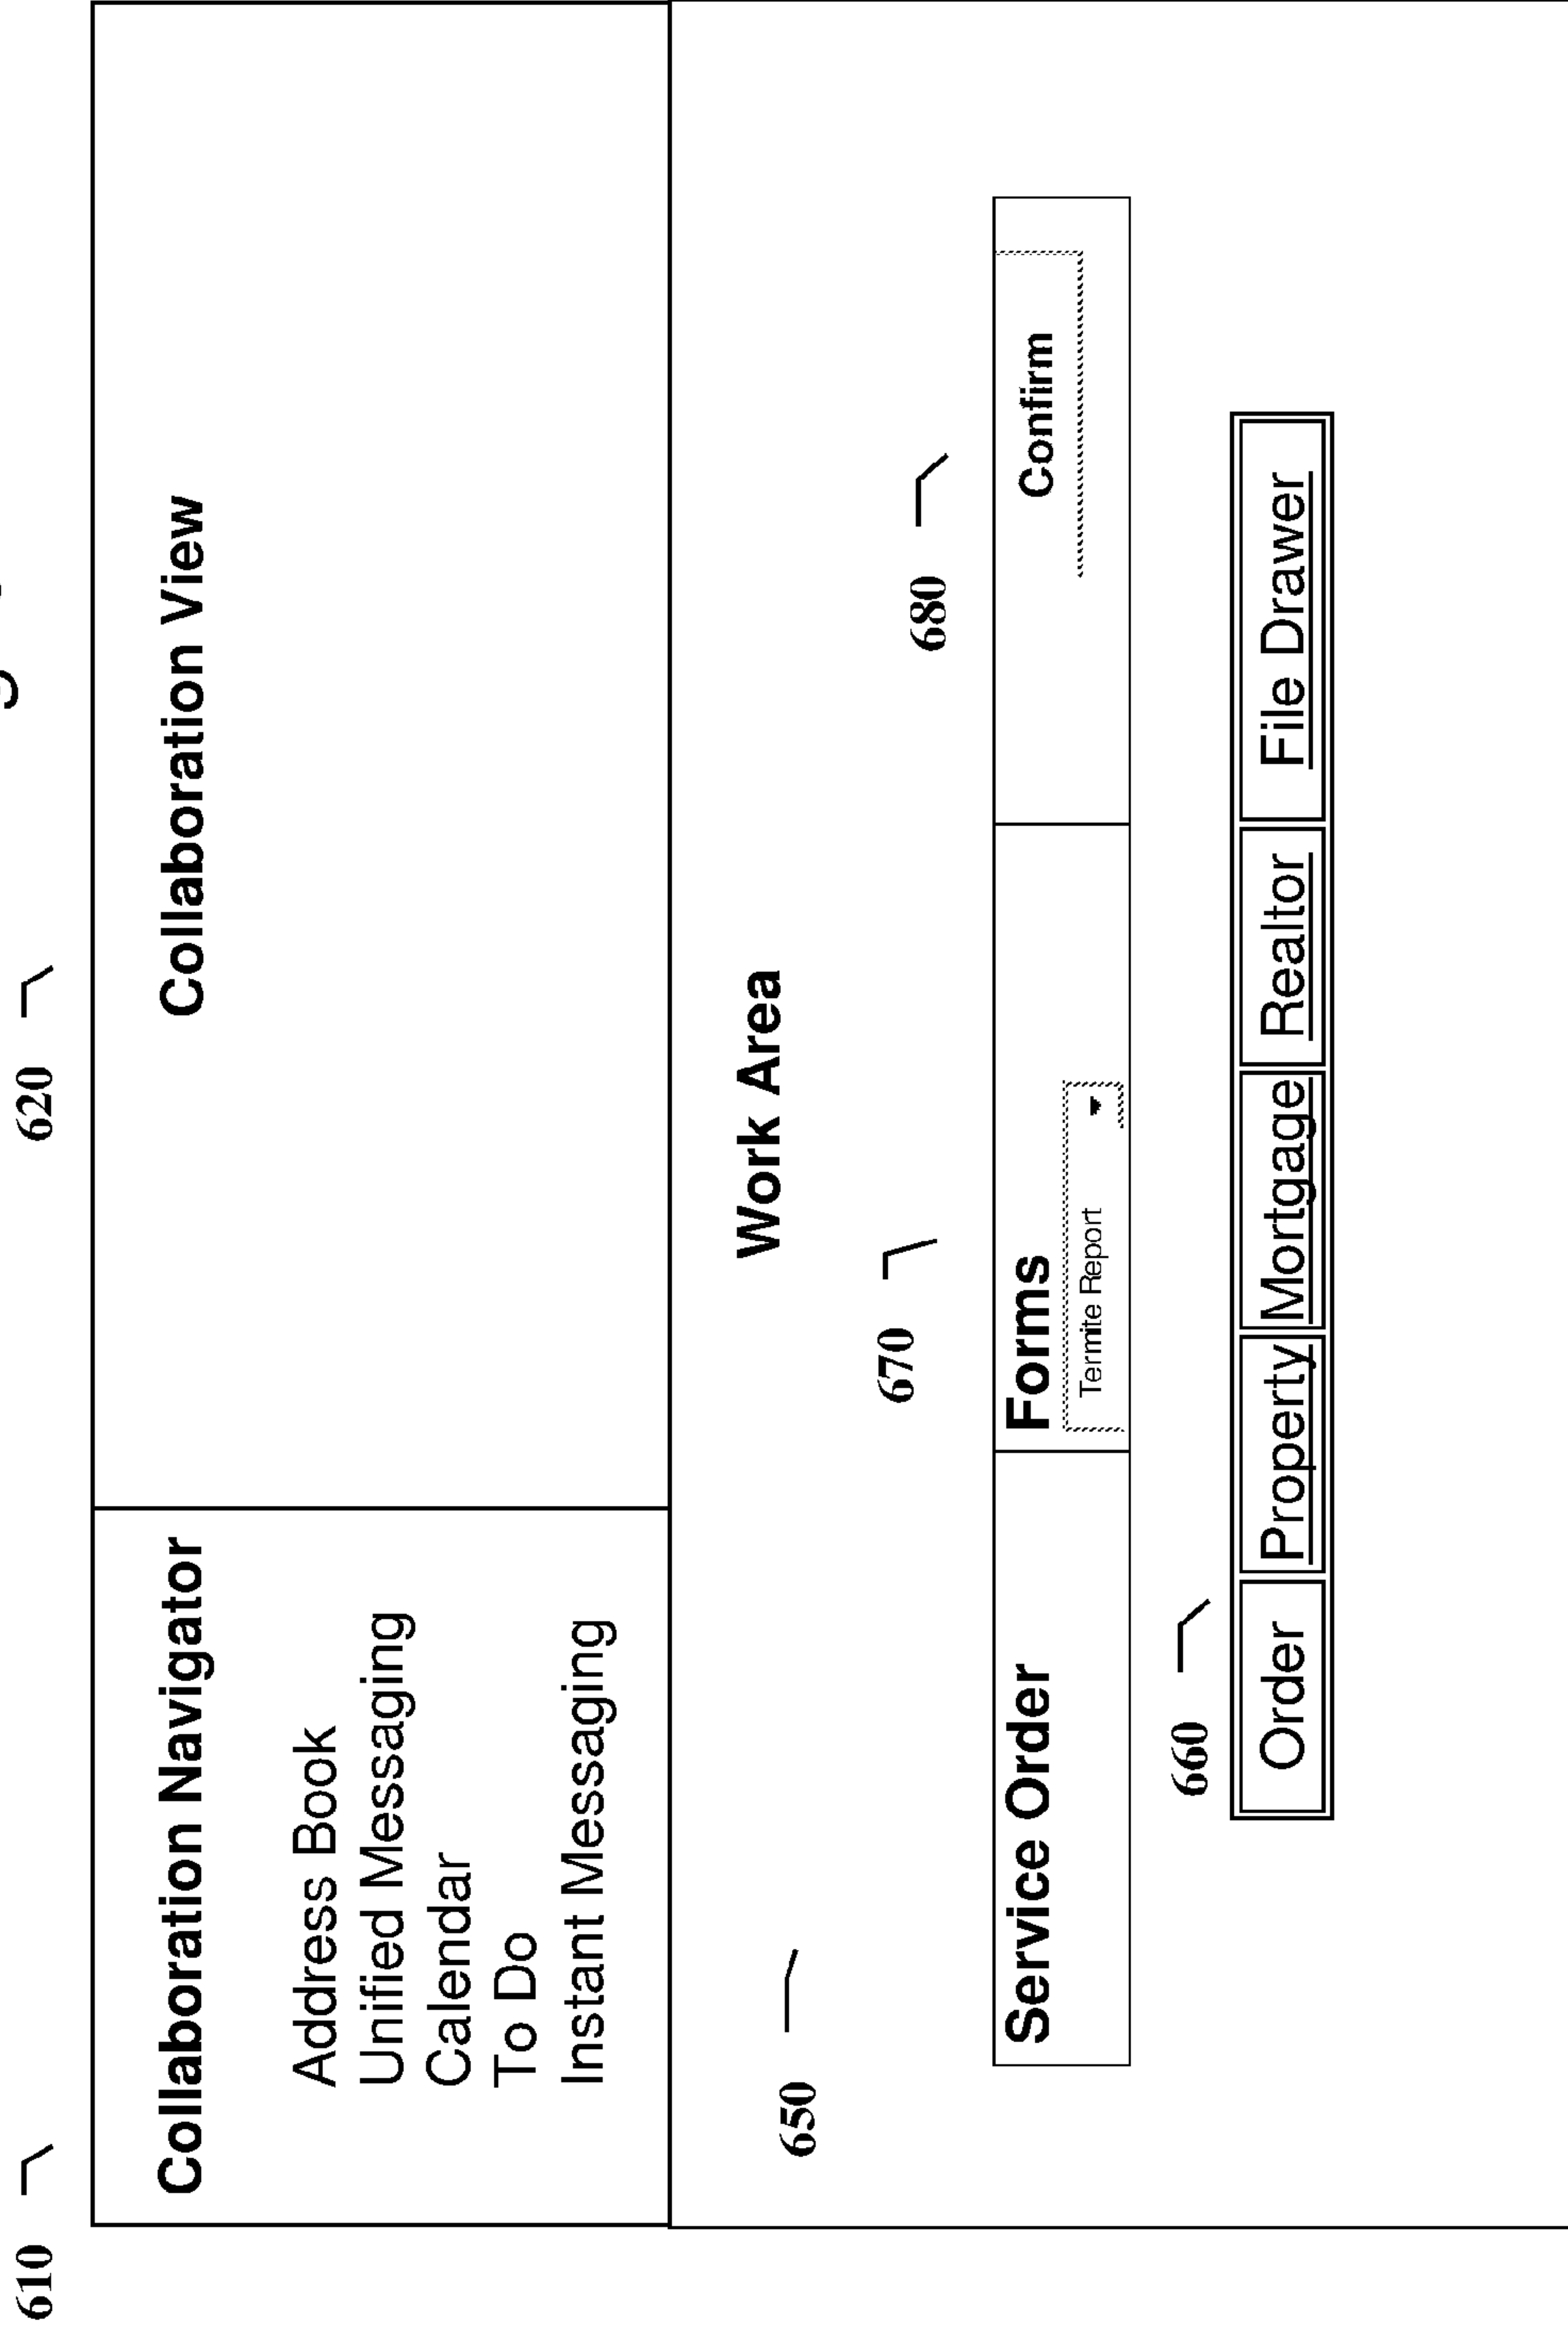 610
620
Collaboration Navigator
Collaboration View
Address Book
Unified Messaging
Calendar
To Do
Instant Messaging
Work Area
650
670
680
Service Order
Forms
Confirm
Termite Report
660
Order Property Mortgage Realtor File Drawer